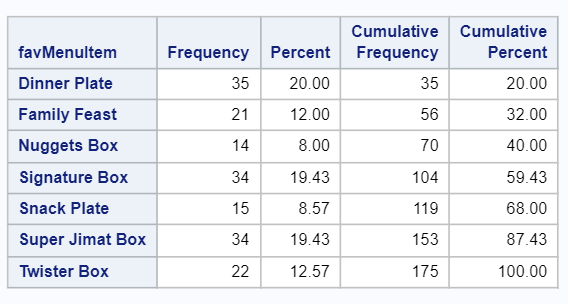 favMenuItem Frequency Percent Cumulative Frequency Cumulative Percent
Dinner Plate 35 20.00 35 20.00
Family Feast 21 12.00 56 32.00
Nuggets Box 14 8.00 70 40.00
Signature Box 34 19.43 104 59.43
Snack Plate 15 8.57 119 68.00
Super Jimat Box 34 19.43 153 87.43
Twister Box 22 12.57 175 100.00